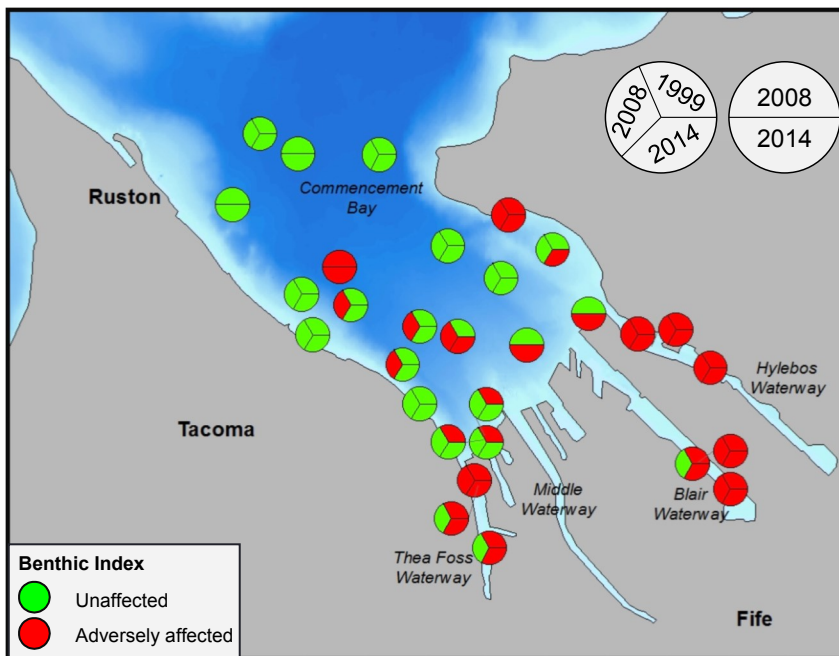 2008
1999
2014
2008
2014
Ruston
Commencement
Bay
Hylebos
Waterway
Tacoma
Middle
Waterway
Blair
Waterway
Thea Foss
Waterway
Fife
Benthic Index
Unaffected
Adversely affected